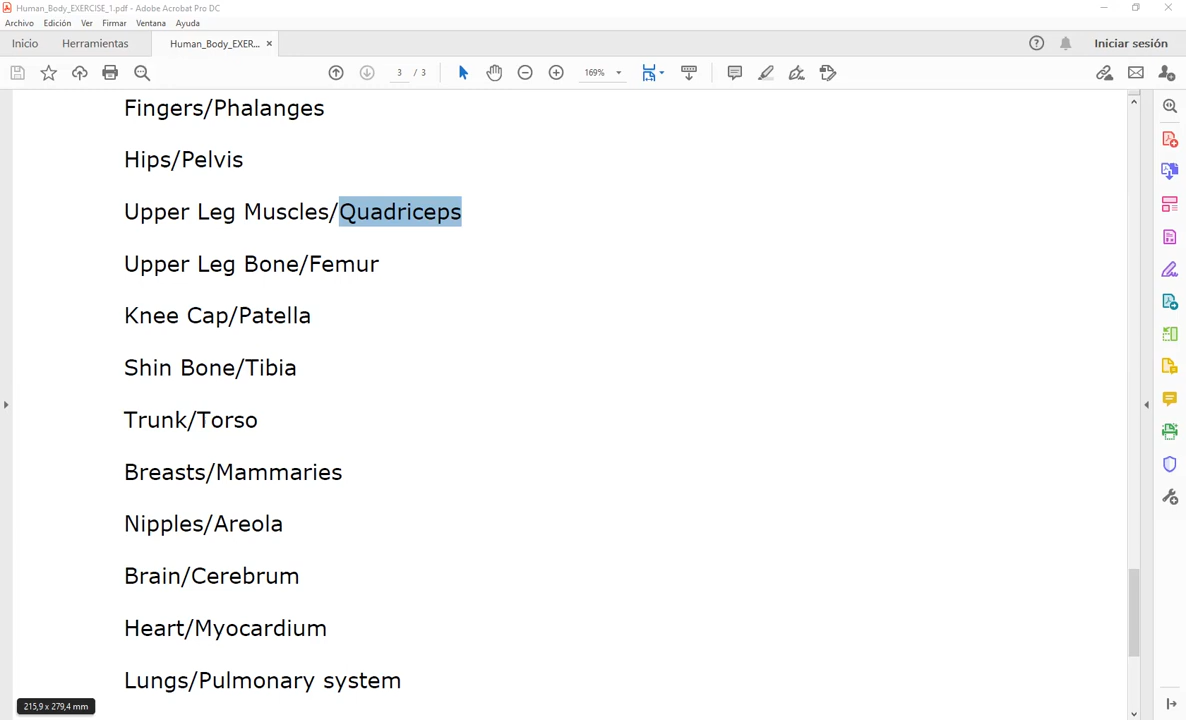 Human_Body_EXERCISE_1.pdf - Adobe Acrobat Pro DC
Archivo Edición Ver Firmar Ventana Ayuda
Inicio Herramientas Human_Body_EXER... × Iniciar sesión
3 / 3 169%
Fingers/Phalanges
Hips/Pelvis
Upper Leg Muscles/Quadriceps
Upper Leg Bone/Femur
Knee Cap/Patella
Shin Bone/Tibia
Trunk/Torso
Breasts/Mammaries
Nipples/Areola
Brain/Cerebrum
Heart/Myocardium
Lungs/Pulmonary system
215,9 x 279,4 mm